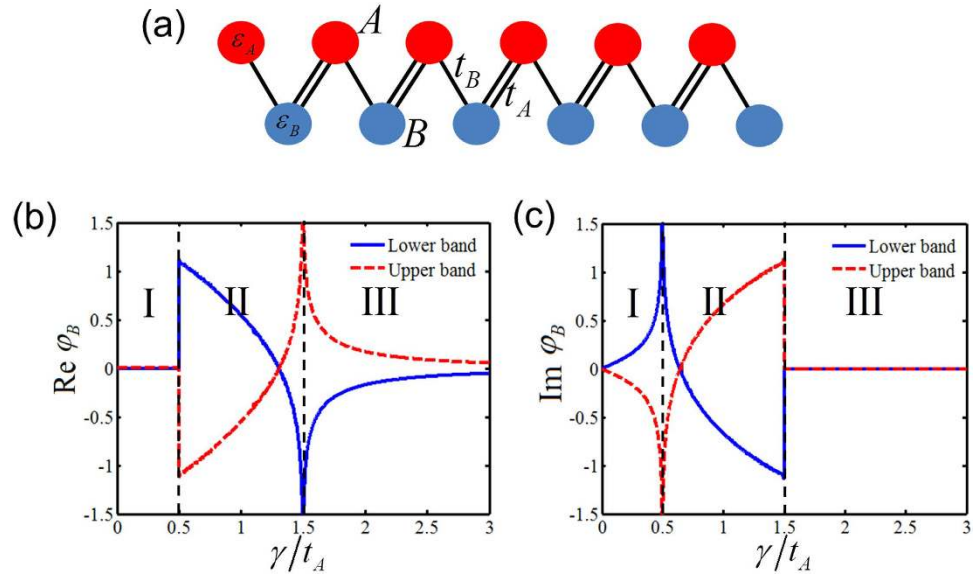 (a)
ε_A A
t_B
t_A
ε_B B
(b) (c)
1.5 1.5
Lower band Lower band
Upper band Upper band
1 1
I II III I II III
0.5 0.5
Re φ_B Im φ_B
0 0
-0.5 -0.5
-1 -1
-1.5 -1.5
0 0.5 1 1.5 2 2.5 3 0 0.5 1 1.5 2 2.5 3
γ/t_A γ/t_A